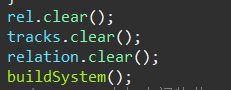 rel.clear();
tracks.clear();
relation.clear();
buildSystem();